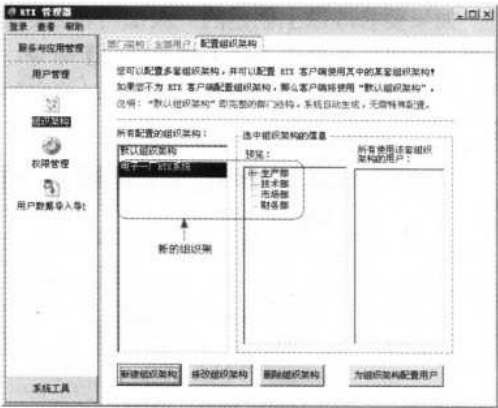 RTX 管理器
登录 查看 帮助
服务与应用管理
用户管理
组织架构
权限管理
用户数据导入导出
系统工具
部门架构 全部用户 配置组织架构
您可以配置多套组织架构，并可以配置 RTX 客户端使用其中的某套组织架构！
如果您不为 RTX 客户端配置组织架构，那么客户端将使用“默认组织架构”。
说明：“默认组织架构”即完整的部门结构，系统自动生成，无需特殊配置。
所有配置的组织架构：
默认组织架构
电子一厂RTX系统
新的组织架
选中组织架构的信息
预览：
生产部
技术部
市场部
财务部
所有使用该套组织
架构的用户：
新建组织架构 修改组织架构 删除组织架构 为组织架构配置用户